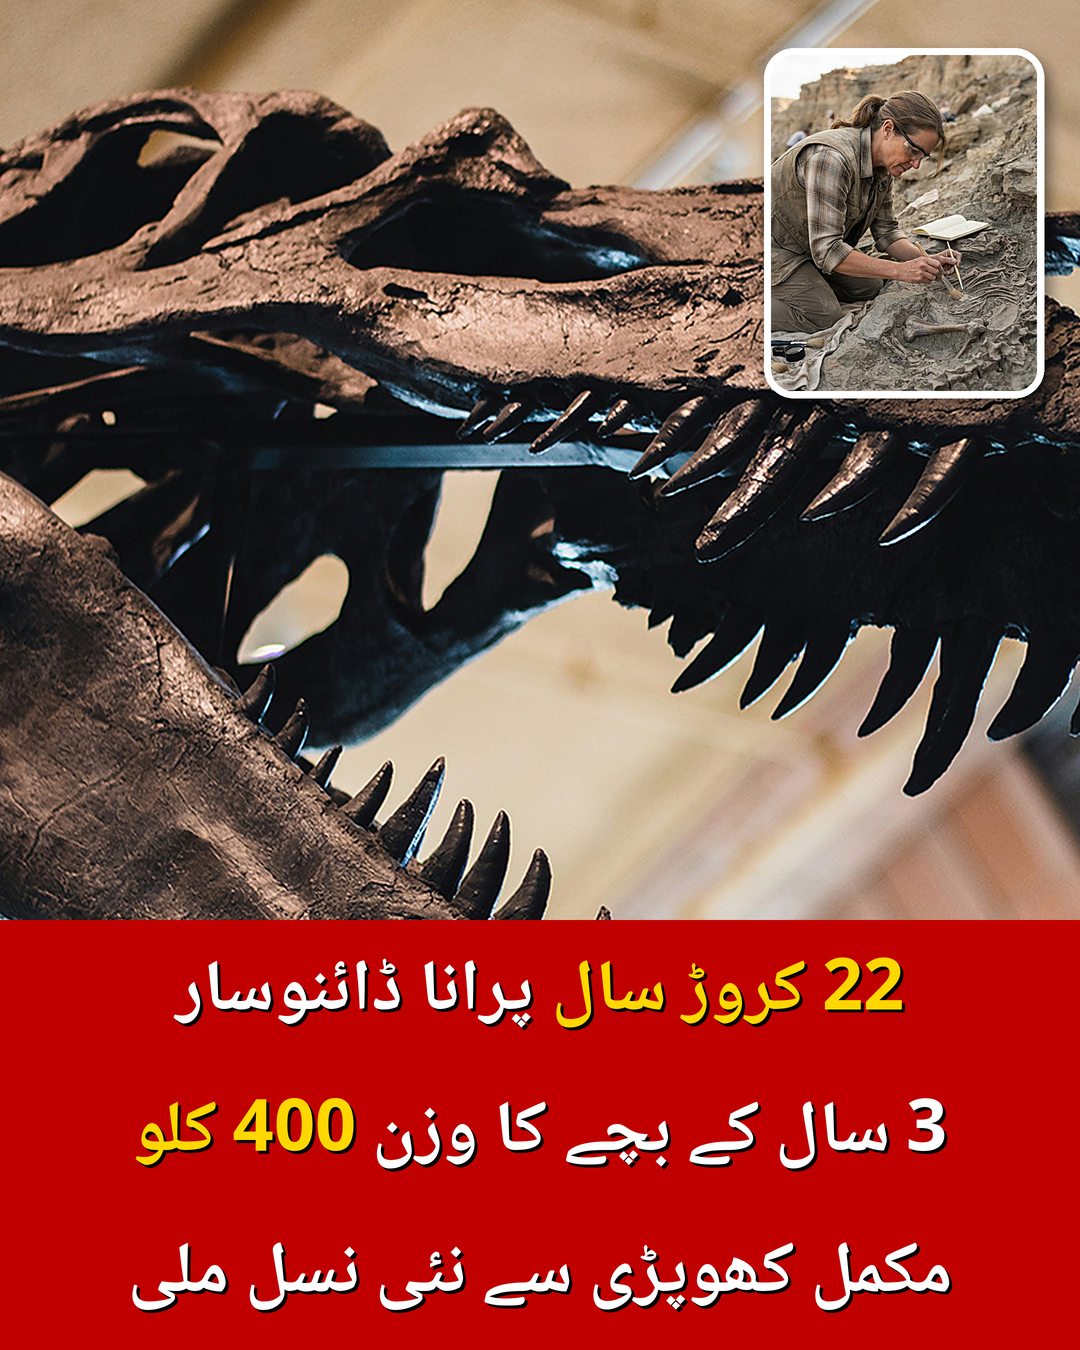 22 کروڑ سال پرانا ڈائنوسار
3 سال کے بچے کا وزن 400 کلو
مکمل کھوپڑی سے نئی نسل ملی